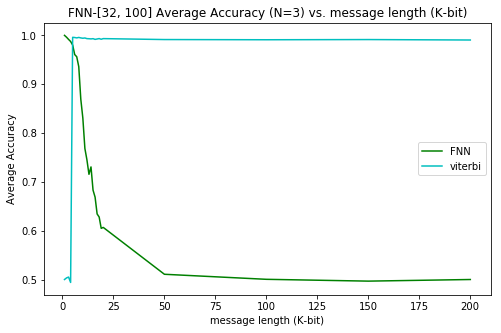 FNN-[32, 100] Average Accuracy (N=3) vs. message length (K-bit)
1.0
0.9
0.8
0.7
0.6
0.5
Average Accuracy
FNN
viterbi
0 25 50 75 100 125 150 175 200
message length (K-bit)